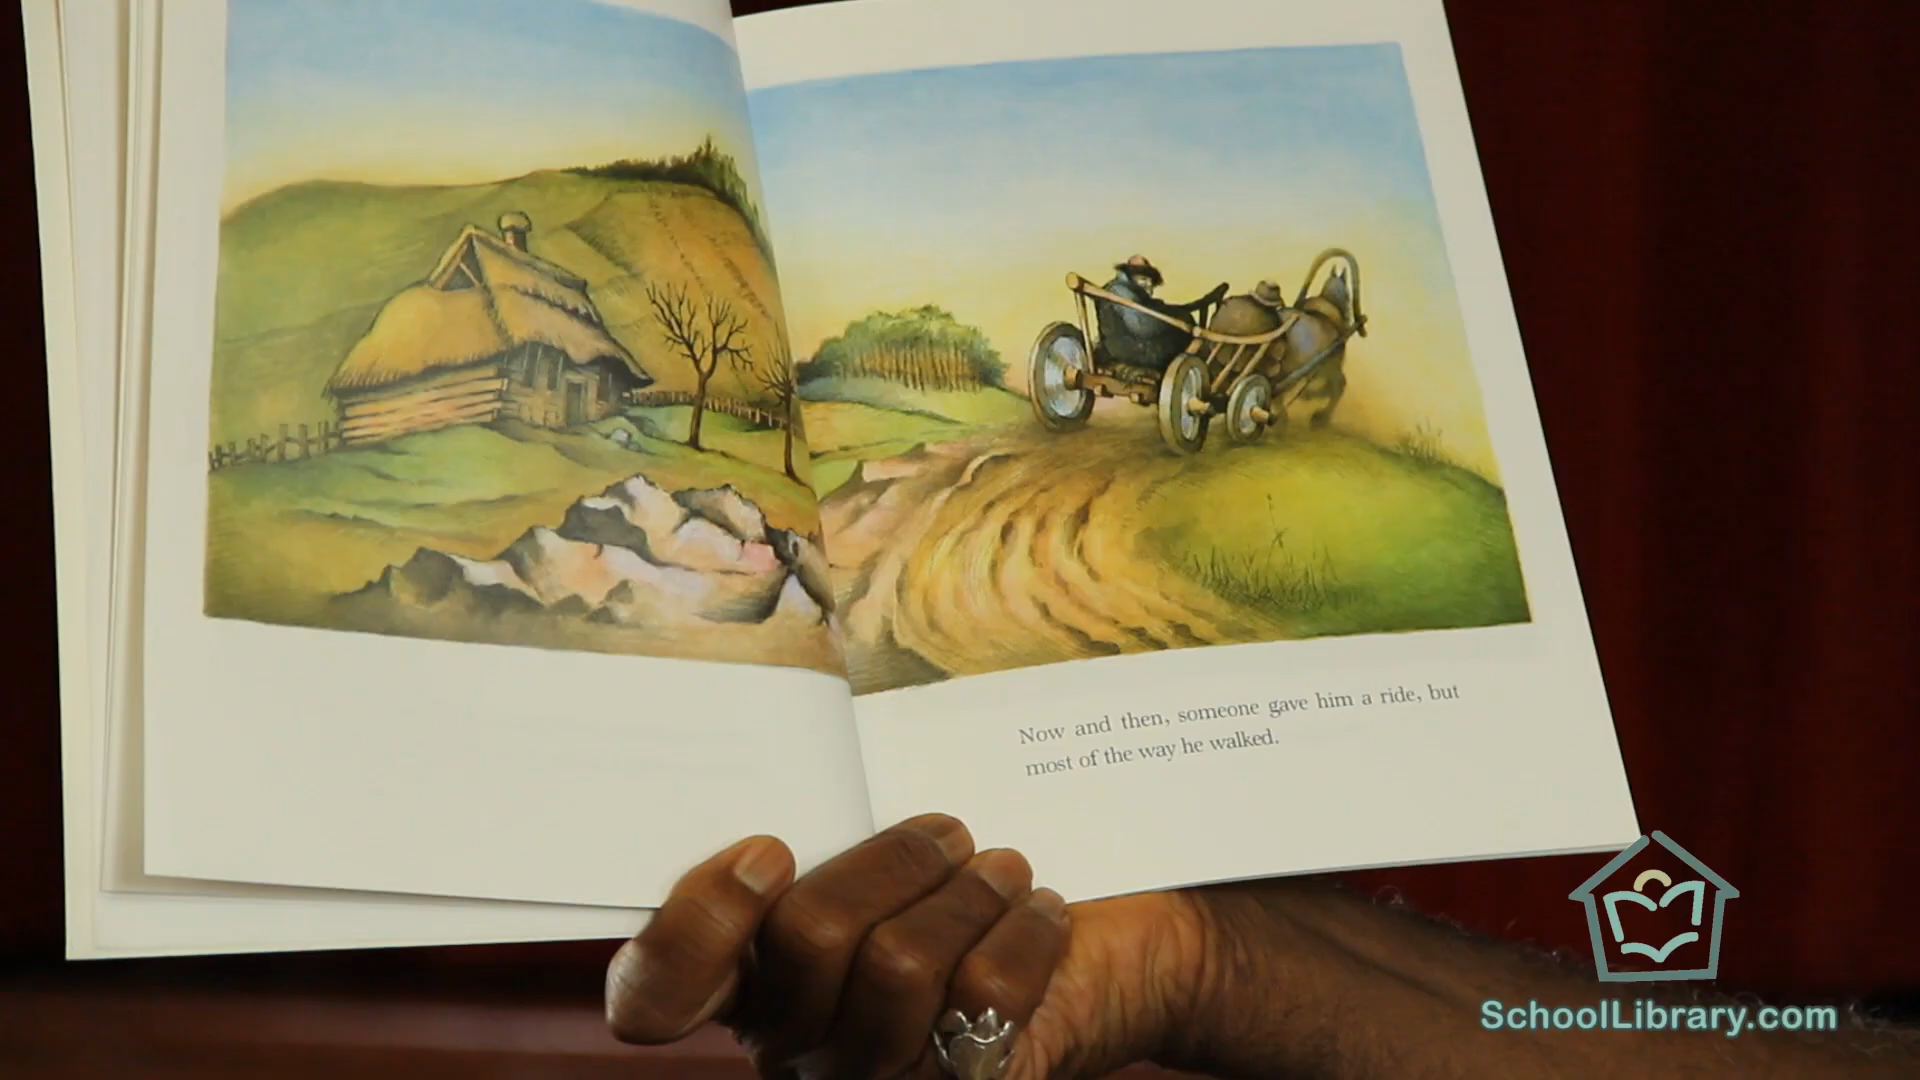 Now and then, someone gave him a ride, but
most of the way he walked.
SchoolLibrary.com